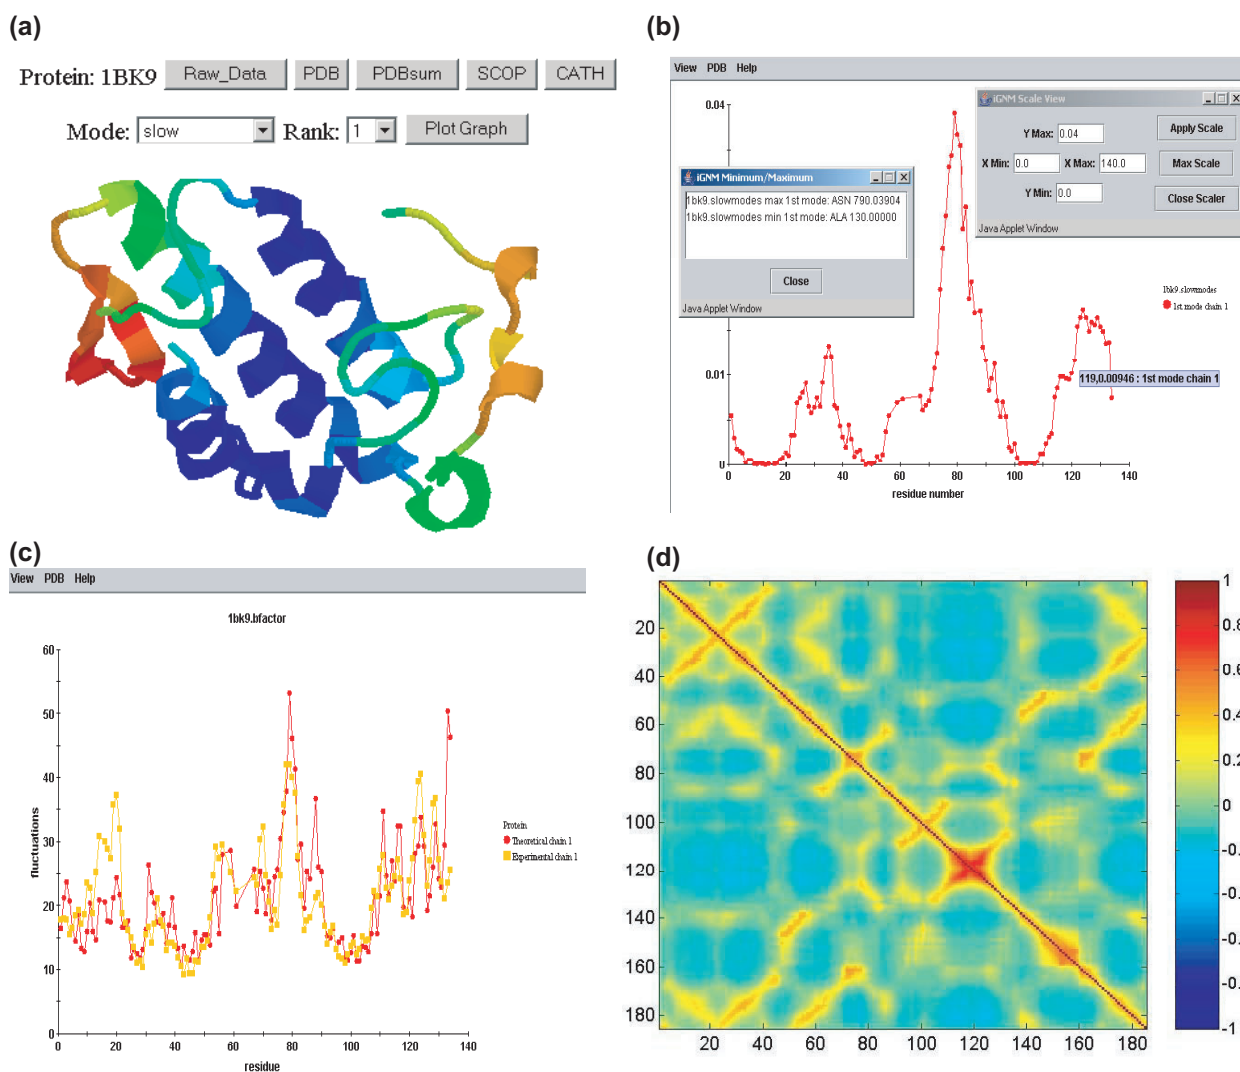 (a)
Protein: 1BK9 Raw_Data PDB PDBsum SCOP CATH
Mode: slow Rank: 1 Plot Graph
(b)
View PDB Help
iGNM Scale View
Y Max: 0.04 Apply Scale
X Min: 0.0 X Max: 140.0 Max Scale
Y Min: 0.0 Close Scaler
Java Applet Window
iGNM Minimum/Maximum
1bk9.slowmodes max 1st mode: ASN 790.03904
1bk9.slowmodes min 1st mode: ALA 130.00000
Close
Java Applet Window
0.04
0.01
0
1bk9.slowmodes
1st mode chain 1
119,0.00946 : 1st mode chain 1
0 20 40 60 80 100 120 140
residue number
(c)
View PDB Help
1bk9.bfactor
60
50
40
30
20
10
0
fluctuations
Protein
Theoretical chain 1
Experimental chain 1
0 20 40 60 80 100 120 140
residue
(d)
20
40
60
80
100
120
140
160
180
20 40 60 80 100 120 140 160 180
1
0.8
0.6
0.4
0.2
0
-0.
-0.
-0.
-0.
-1